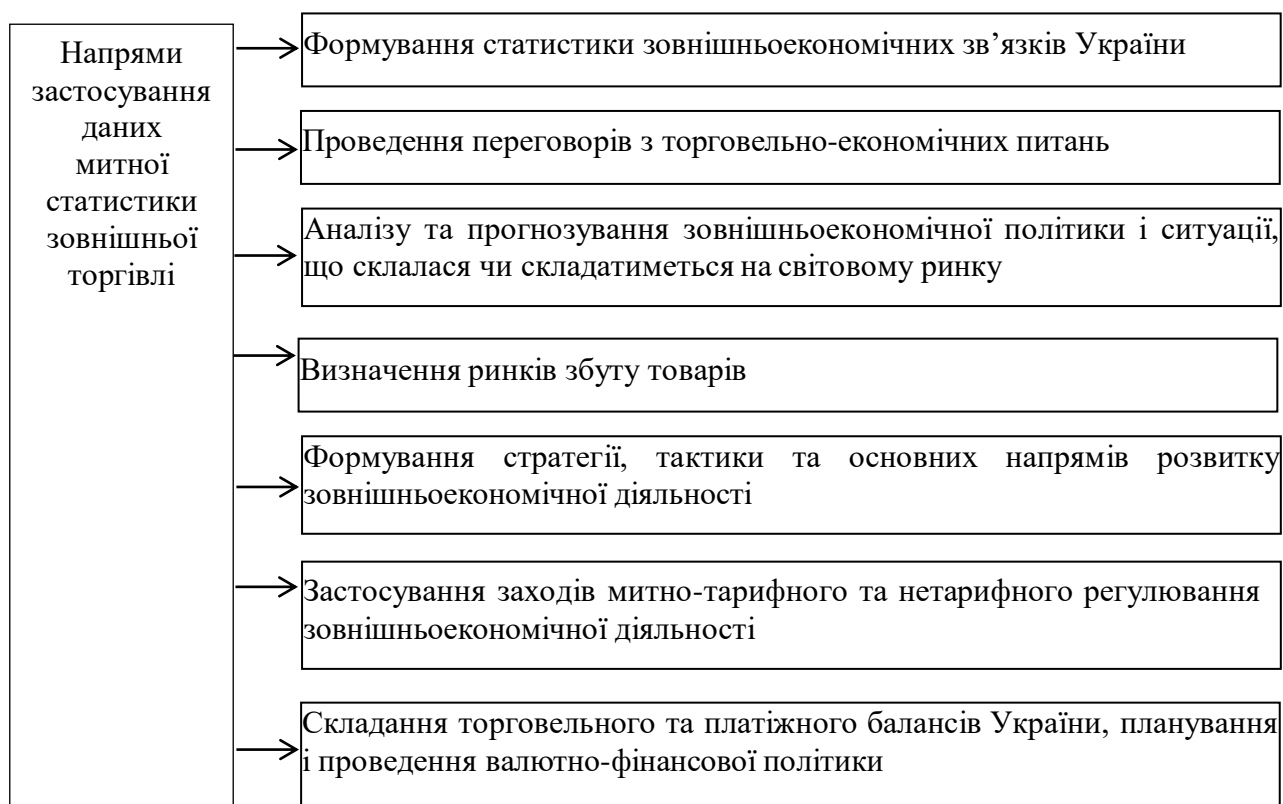 Напрями
застосування
даних
митної
статистики
зовнішньої
торгівлі
Формування статистики зовнішньоекономічних зв’язків України
Проведення переговорів з торговельно-економічних питань
Аналізу та прогнозування зовнішньоекономічної політики і ситуації,
що склалася чи складатиметься на світовому ринку
Визначення ринків збуту товарів
Формування стратегії, тактики та основних напрямів розвитку
зовнішньоекономічної діяльності
Застосування заходів митно-тарифного та нетарифного регулювання
зовнішньоекономічної діяльності
Складання торговельного та платіжного балансів України, планування
і проведення валютно-фінансової політики